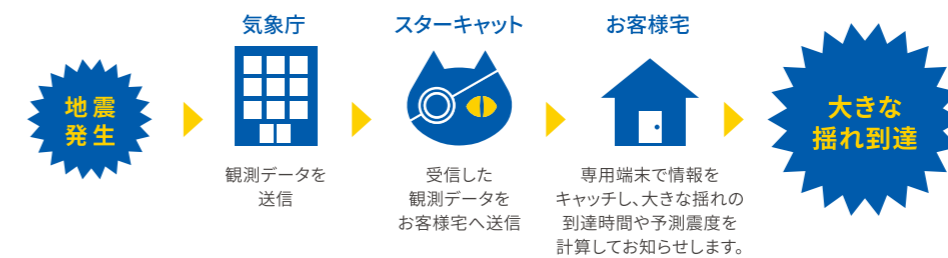 地震
発生
気象庁
観測データを
送信
スターキャット
受信した
観測データを
お客様宅へ送信
お客様宅
専用端末で情報を
キャッチし、大きな揺れの
到達時間や予測震度を
計算してお知らせします。
大きな
揺れ到達